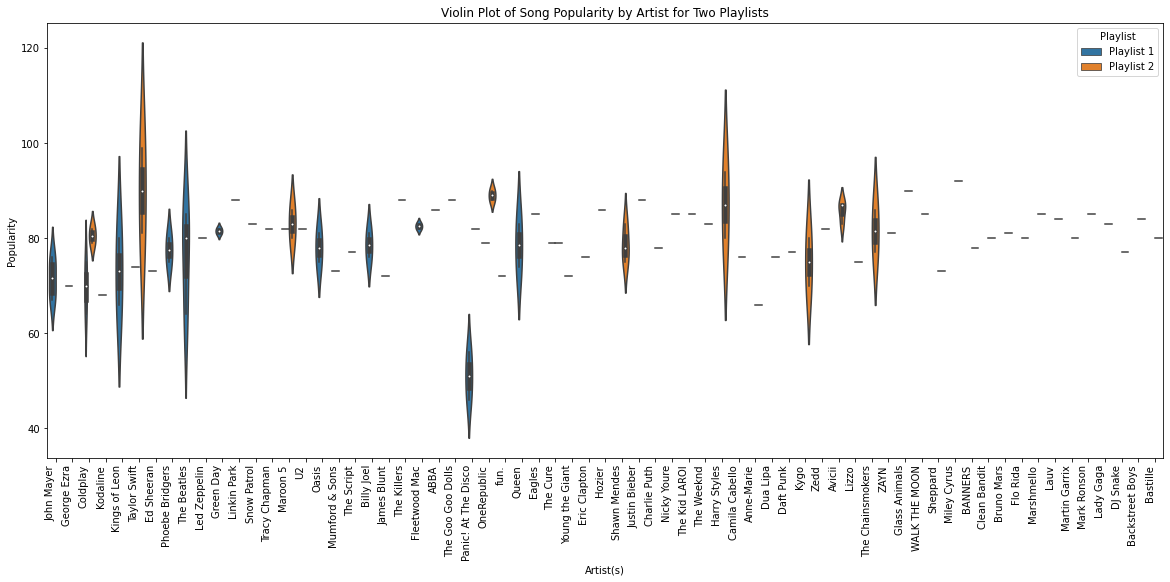 Violin Plot of Song Popularity by Artist for Two Playlists
Playlist
Playlist 1
Playlist 2
Popularity
120
100
80
60
40
John Mayer
George Ezra
Coldplay
Kodaline
Kings of Leon
Taylor Swift
Ed Sheeran
Phoebe Bridgers
The Beatles
Led Zeppelin
Green Day
Linkin Park
Snow Patrol
Tracy Chapman
Maroon 5
U2
Oasis
Mumford & Sons
The Script
Billy Joel
James Blunt
The Killers
Fleetwood Mac
ABBA
The Goo Goo Dolls
Panic! At The Disco
OneRepublic
fun.
Queen
Eagles
The Cure
Young the Giant
Eric Clapton
Hozier
Shawn Mendes
Justin Bieber
Charlie Puth
Nicky Youre
The Kid LAROI
The Weeknd
Harry Styles
Camila Cabello
Anne-Marie
Dua Lipa
Daft Punk
Kygo
Zedd
Avicii
Lizzo
The Chainsmokers
ZAYN
Glass Animals
WALK THE MOON
Sheppard
Miley Cyrus
BANNERS
Clean Bandit
Bruno Mars
Flo Rida
Marshmello
Lauv
Martin Garrix
Mark Ronson
Lady Gaga
DJ Snake
Backstreet Boys
Bastille
Artist(s)